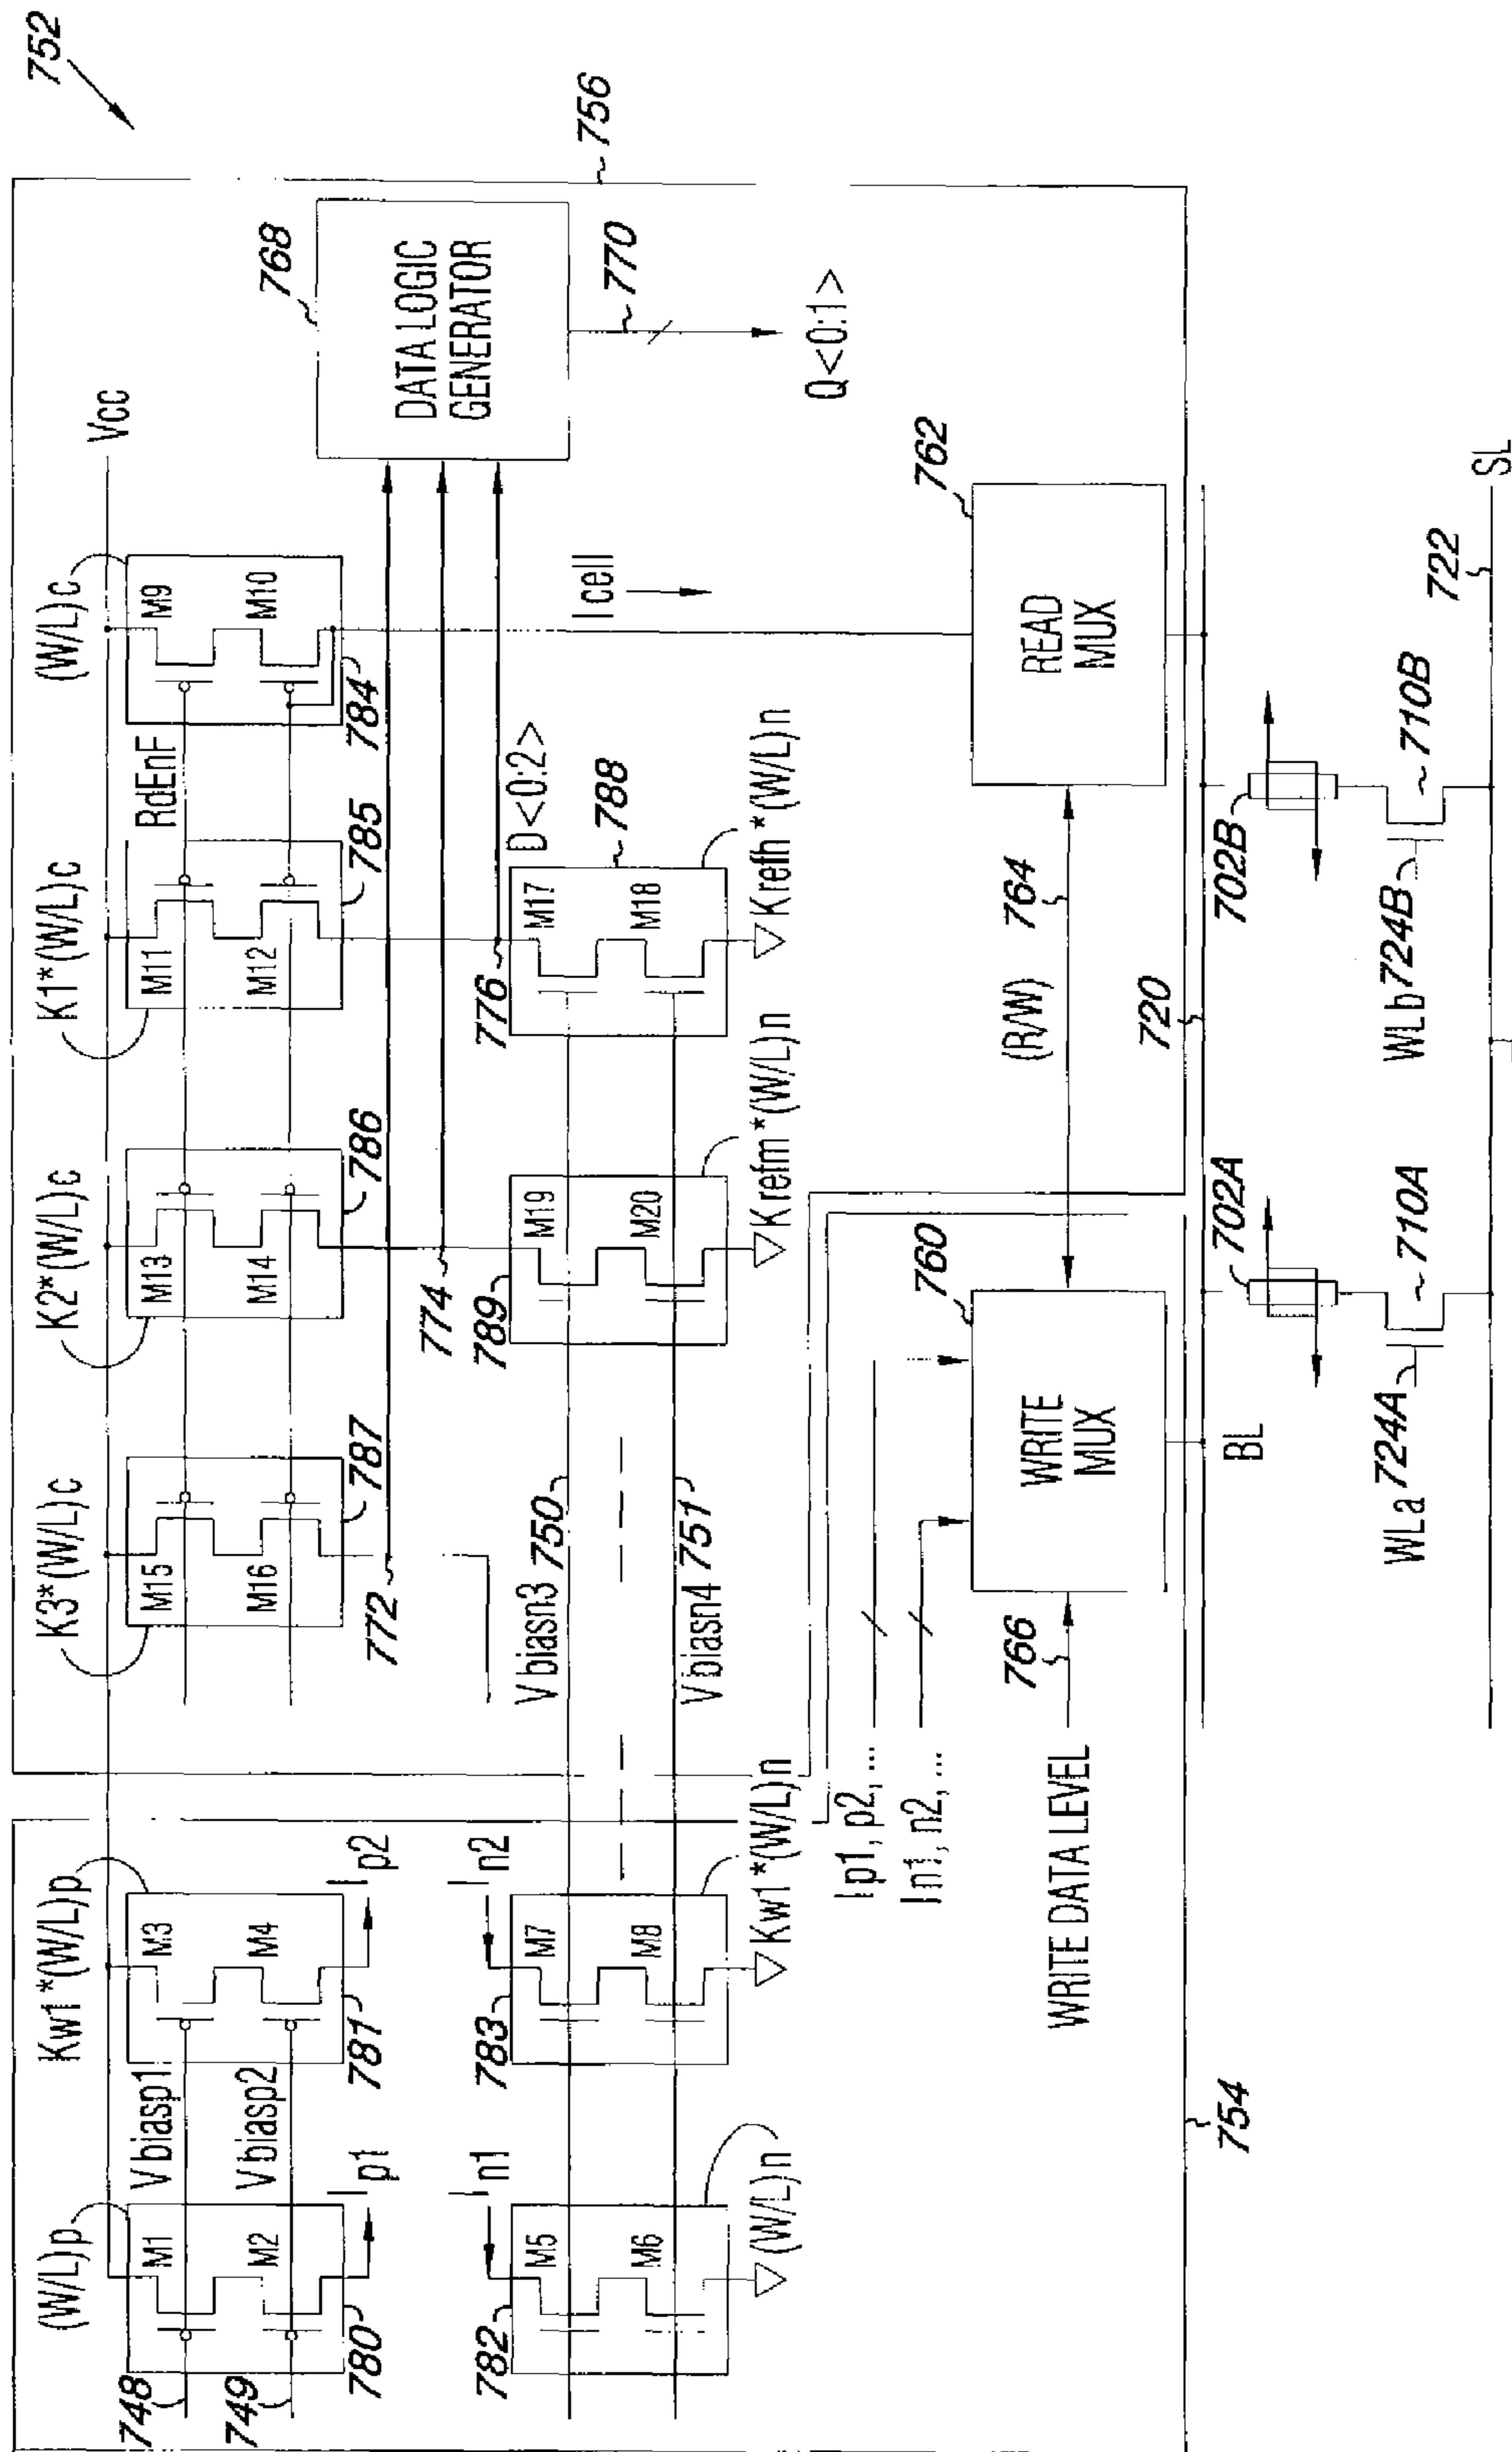 752
756
Vcc
(W/L)p
Kw1*(W/L)p
K3*(W/L)c
K2*(W/L)c
K1*(W/L)c
(W/L)c
M1
M3
M15
M13
M11
M9
748
Vbiasp1
RdEnF
M2
M4
M16
M14
M12
M10
749
Vbiasp2
780
781
787
786
785
784
768
DATA LOGIC
GENERATOR
Ip1
Ip2
772
774
776
D<0:2>
770
Q<0:1>
In1
In2
Icell
782
783
789
788
M5
M7
M19
M17
Vbiasn3
750
M6
M8
M20
M18
Vbiasn4
751
(W/L)n
Kw1*(W/L)n
Krefm*(W/L)n
Krefh*(W/L)n
Ip1, p2, ...
In1, n2, ...
760
762
WRITE DATA LEVEL
766
WRITE
MUX
(R/W)
764
READ
MUX
754
BL
720
702A
702B
WLa
724A
710A
WLb
724B
710B
722
SL